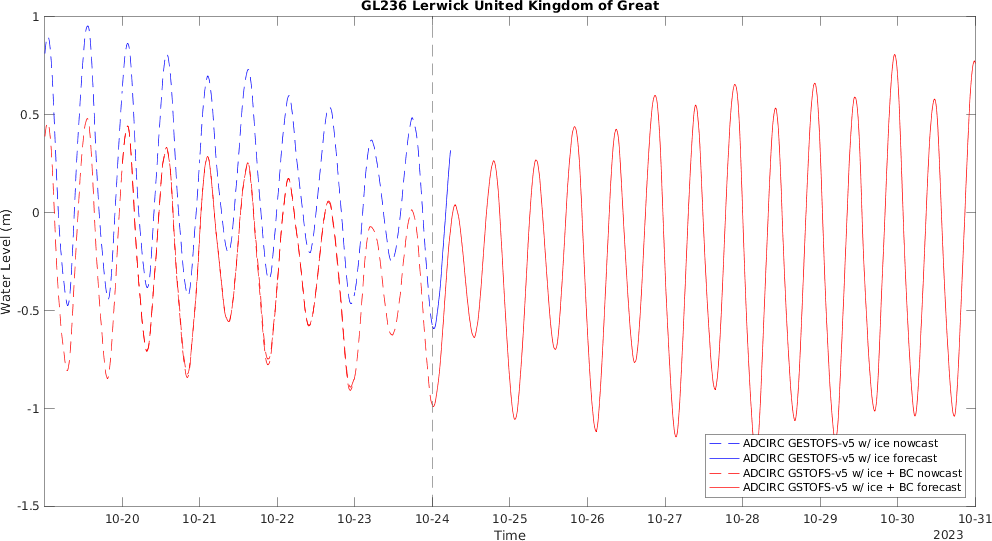 GL236 Lerwick United Kingdom of Great
1
0.5
0
-0.5
-1
-1.5
Water Level (m)
ADCIRC GESTOFS-v5 w/ ice nowcast
ADCIRC GESTOFS-v5 w/ ice forecast
ADCIRC GSTOFS-v5 w/ ice + BC nowcast
ADCIRC GSTOFS-v5 w/ ice + BC forecast
10-20 10-21 10-22 10-23 10-24 10-25 10-26 10-27 10-28 10-29 10-30 10-31
Time
2023